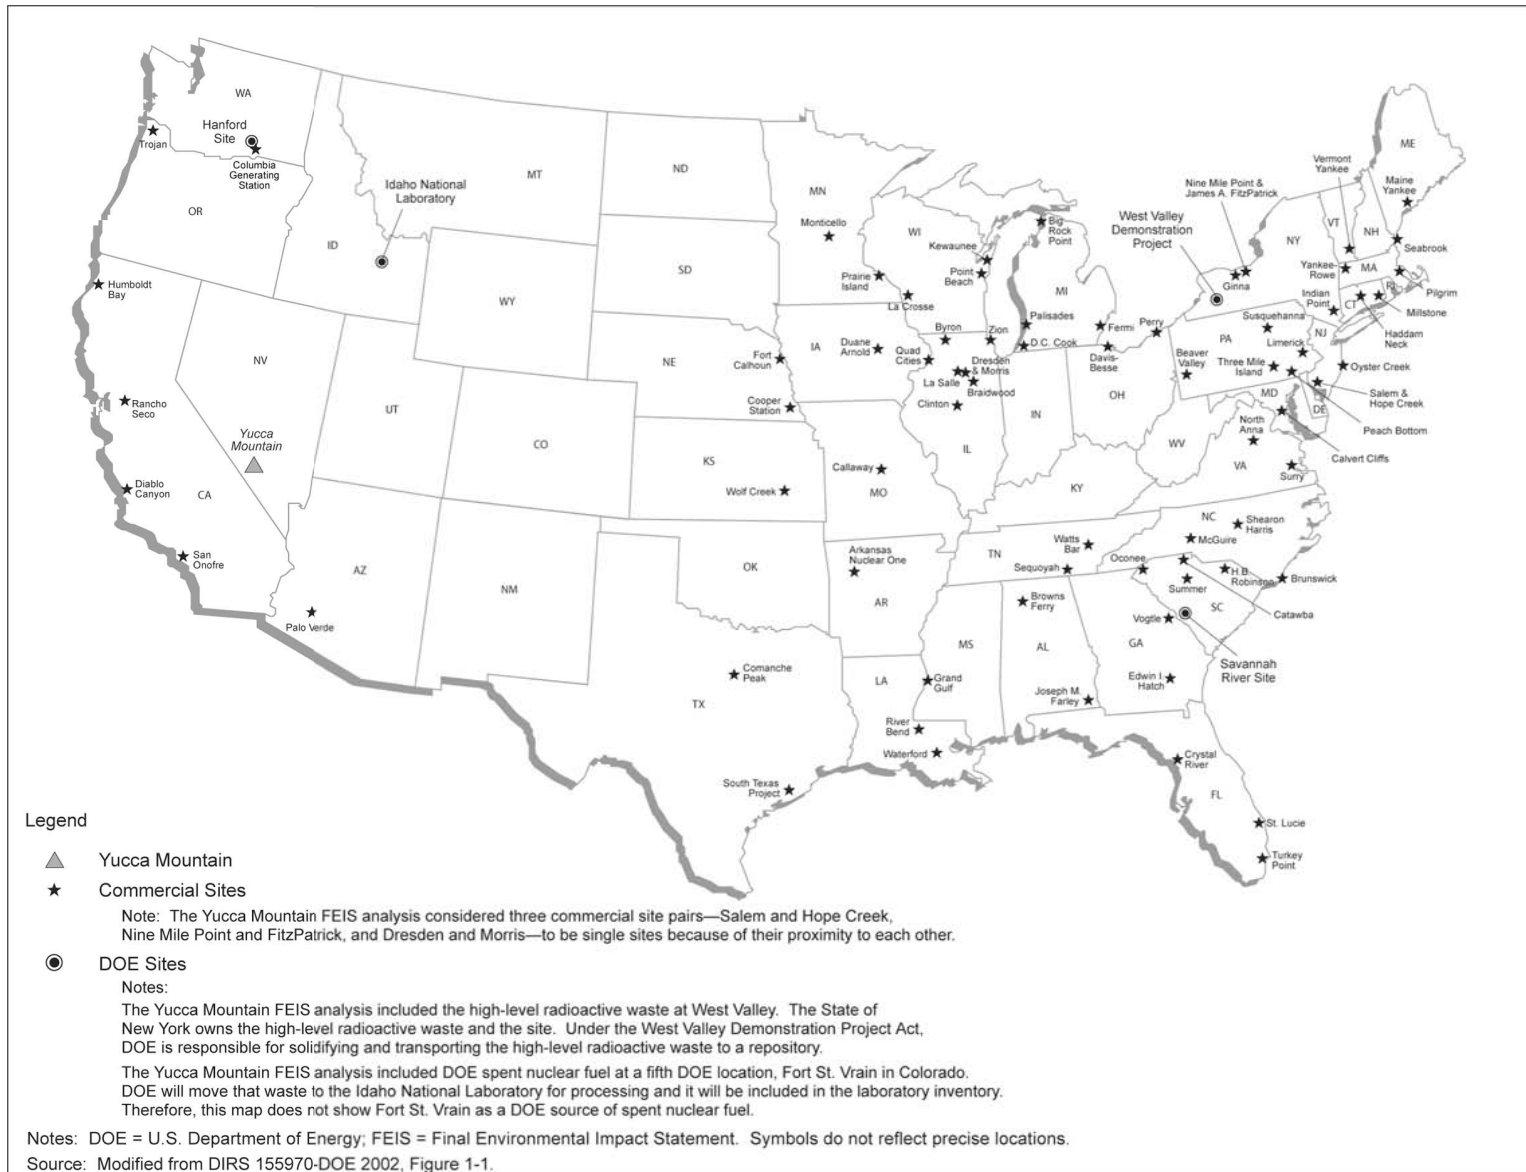 WA
Hanford
Site
Trojan
Columbia
Generating
Station
OR
Idaho National
Laboratory
ID
MT
ND
MN
Monticello
SD
WY
Humboldt
Bay
NV
Rancho
Seco
Yucca
Mountain
Diablo
Canyon
CA
San
Onofre
UT
CO
NE
Fort
Calhoun
Cooper
Station
KS
Wolf Creek
AZ
Palo Verde
NM
OK
TX
Comanche
Peak
South Texas
Project
Prairie
Island
WI
Kewaunee
Point
Beach
La Crosse
Big
Rock
Point
MI
Palisades
D.C. Cook
Fermi
Davis-
Besse
Perry
IA
Duane
Arnold
Byron
Zion
Quad
Cities
Dresden
& Morris
La Salle
Braidwood
Clinton
IL
IN
OH
Callaway
MO
KY
Arkansas
Nuclear One
AR
TN
Watts
Bar
Sequoyah
Browns
Ferry
MS
AL
LA
Grand
Gulf
River
Bend
Waterford
Joseph M.
Farley
GA
Vogtle
Edwin I.
Hatch
Oconee
Summer
SC
Savannah
River Site
Catawba
H.B.
Robinson
Brunswick
NC
McGuire
Shearon
Harris
Crystal
River
FL
St. Lucie
Turkey
Point
WV
VA
North
Anna
Surry
Calvert Cliffs
Peach Bottom
Salem &
Hope Creek
Oyster Creek
MD
DE
NJ
PA
Beaver
Valley
Three Mile
Island
Limerick
Susquehanna
West Valley
Demonstration
Project
Nine Mile Point &
James A. FitzPatrick
Ginna
NY
Indian
Point
Yankee-
Rowe
Vermont
Yankee
VT
NH
ME
Maine
Yankee
Seabrook
MA
RI
CT
Pilgrim
Millstone
Haddam
Neck
Legend
Yucca Mountain
Commercial Sites
Note: The Yucca Mountain FEIS analysis considered three commercial site pairs—Salem and Hope Creek,
Nine Mile Point and FitzPatrick, and Dresden and Morris—to be single sites because of their proximity to each other.
DOE Sites
Notes:
The Yucca Mountain FEIS analysis included the high-level radioactive waste at West Valley. The State of
New York owns the high-level radioactive waste and the site. Under the West Valley Demonstration Project Act,
DOE is responsible for solidifying and transporting the high-level radioactive waste to a repository.
The Yucca Mountain FEIS analysis included DOE spent nuclear fuel at a fifth DOE location, Fort St. Vrain in Colorado.
DOE will move that waste to the Idaho National Laboratory for processing and it will be included in the laboratory inventory.
Therefore, this map does not show Fort St. Vrain as a DOE source of spent nuclear fuel.
Notes: DOE = U.S. Department of Energy; FEIS = Final Environmental Impact Statement. Symbols do not reflect precise locations.
Source: Modified from DIRS 155970-DOE 2002, Figure 1-1.